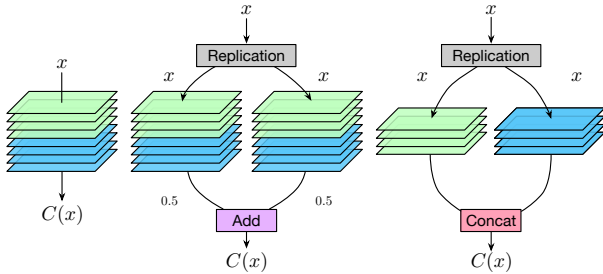 x
C(x)
x
Replication
x
x
0.5
0.5
Add
C(x)
x
Replication
x
x
Concat
C(x)